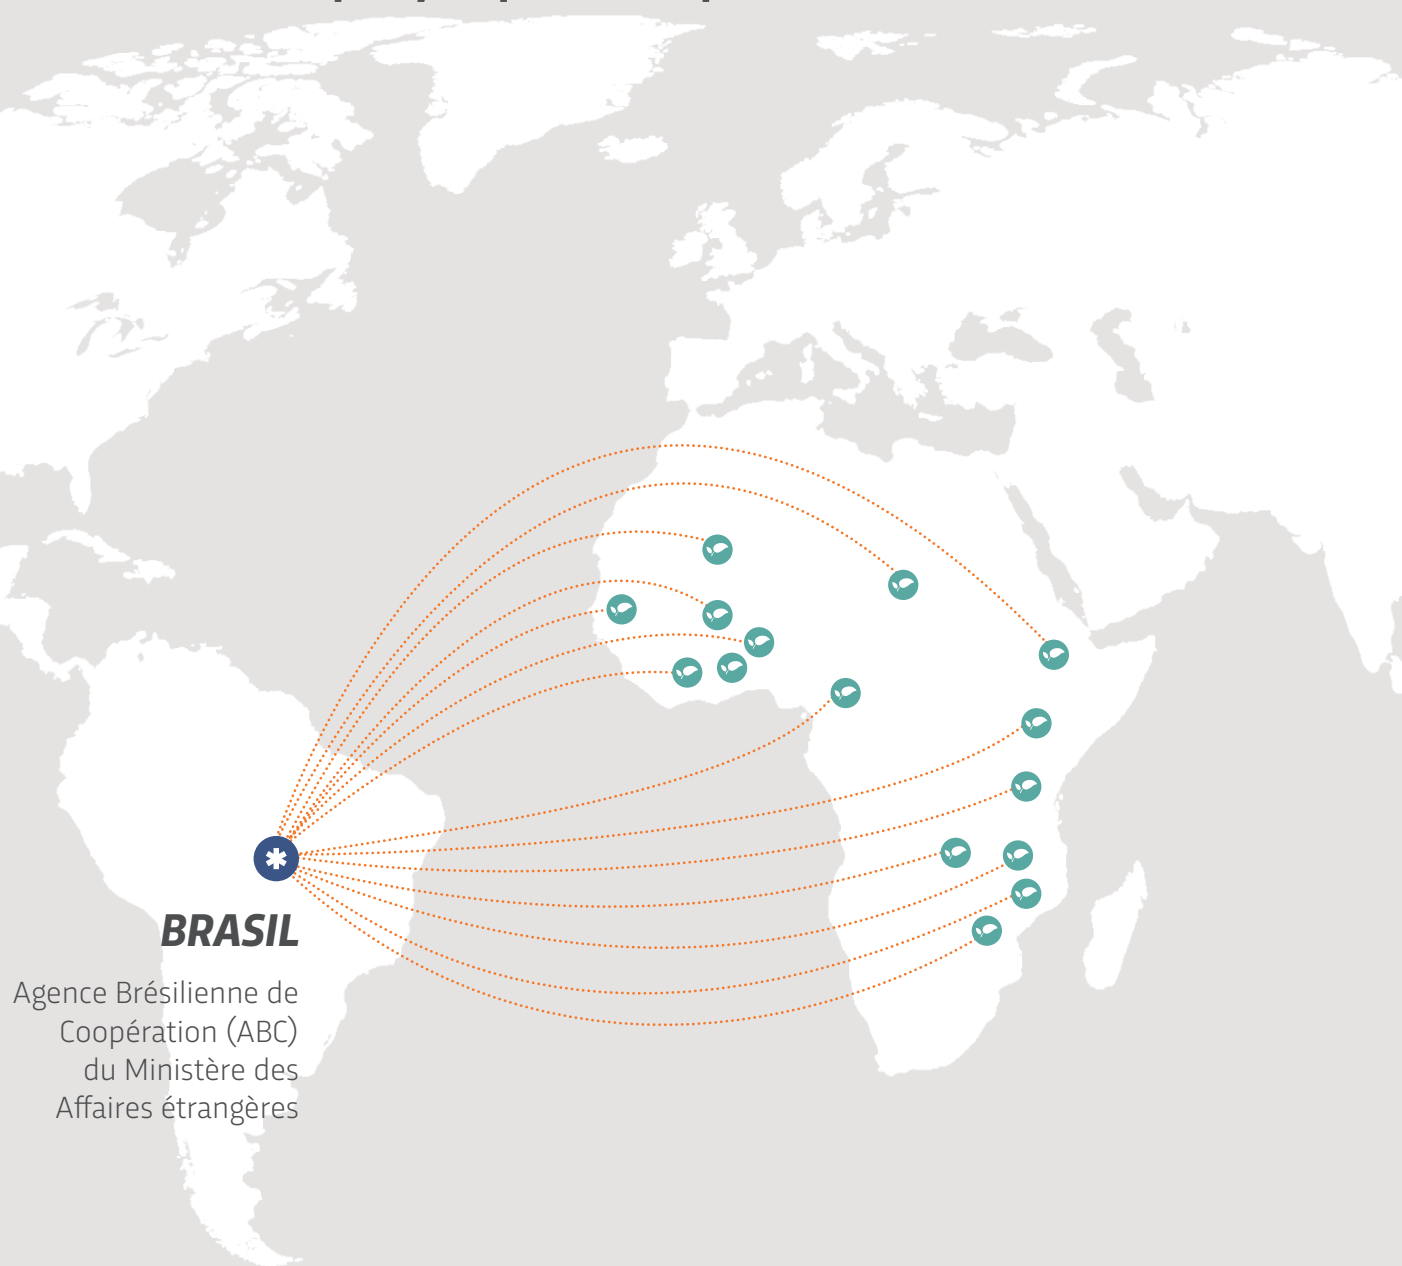 BRASIL
Agence Brésilienne de
Coopération (ABC)
du Ministère des
Affaires étrangères